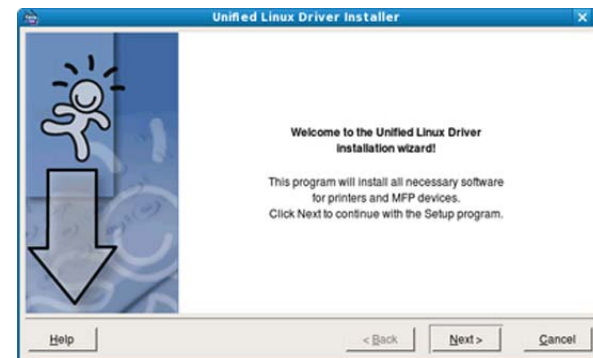 Unified Linux Driver Installer
Welcome to the Unified Linux Driver
installation wizard!
This program will install all necessary software
for printers and MFP devices.
Click Next to continue with the Setup program.
Help
< Back
Next >
Cancel